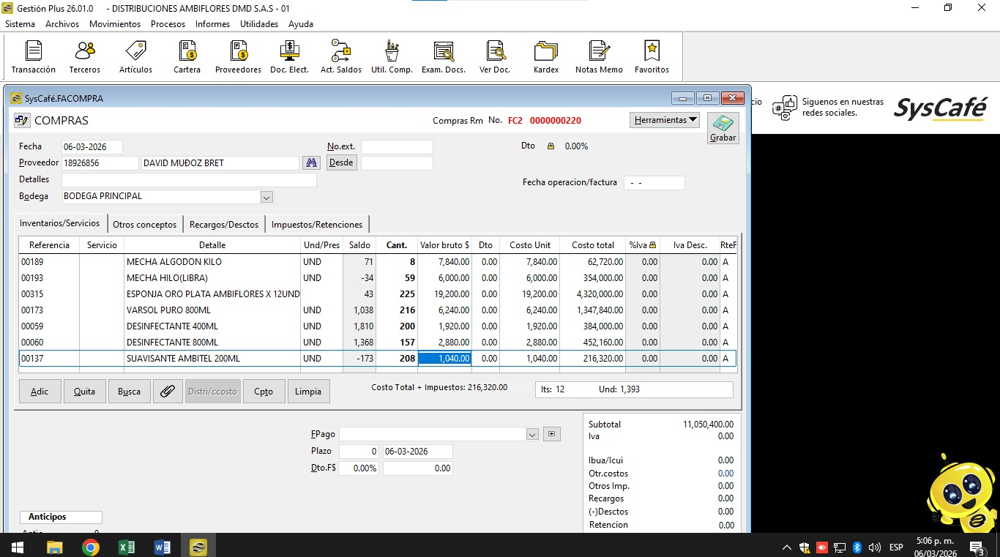 Gestión Plus 26.01.0 - DISTRIBUCIONES AMBIFLORES DMD S.A.S - 01
Sistema Archivos Movimientos Procesos Informes Utilidades Ayuda
Transacción Terceros Artículos Cartera Proveedores Doc. Elect. Act. Saldos Util. Comp. Exam. Docs. Ver Doc. Kardex Notas Memo Favoritos
SysCafé.FACOMPRA
cio Siguenos en nuestras
redes sociales.
SysCafé
COMPRAS Compras Rm No. FC2 0000000220 Herramientas
Grabar
Fecha 06-03-2026 No.ext. Dto 0.00%
Proveedor 18926856 DAVID MUÐOZ BRET Desde
Detalles Fecha operacion/factura - -
Bodega BODEGA PRINCIPAL
Inventarios/Servicios Otros conceptos Recargos/Desctos Impuestos/Retenciones
Referencia Servicio Detalle Und/Pres Saldo Cant. Valor bruto $ Dto Costo Unit Costo total %Iva Iva Desc. RteF
00189 MECHA ALGODON KILO UND 71 8 7,840.00 0.00 7,840.00 62,720.00 0.00 0.00 A
00193 MECHA HILO(LIBRA) UND -34 59 6,000.00 0.00 6,000.00 354,000.00 0.00 0.00 A
00315 ESPONJA ORO PLATA AMBIFLORES X 12UND 43 225 19,200.00 0.00 19,200.00 4,320,000.00 0.00 0.00 A
00173 VARSOL PURO 800ML UND 1,038 216 6,240.00 0.00 6,240.00 1,347,840.00 0.00 0.00 A
00059 DESINFECTANTE 400ML UND 1,810 200 1,920.00 0.00 1,920.00 384,000.00 0.00 0.00 A
00060 DESINFECTANTE 800ML UND 1,368 157 2,880.00 0.00 2,880.00 452,160.00 0.00 0.00 A
00137 SUAVISANTE AMBITEL 200ML UND -173 208 1,040.00 0.00 1,040.00 216,320.00 0.00 0.00 A
Adic Quita Busca Distri/ccosto Cpto Limpia Costo Total + Impuestos: 216,320.00 Its: 12 Und: 1,393
FPago
Plazo 0 06-03-2026
Dto.F$ 0.00% 0.00
Subtotal 11,050,400.00
Iva 0.00
Ibua/Icui 0.00
Otr.costos 0.00
Otros Imp. 0.00
Recargos 0.00
(-)Desctos 0.00
Retencion 0.00
Anticipos
Antic 0
ESP 5:06 p. m.
06/03/2026 3